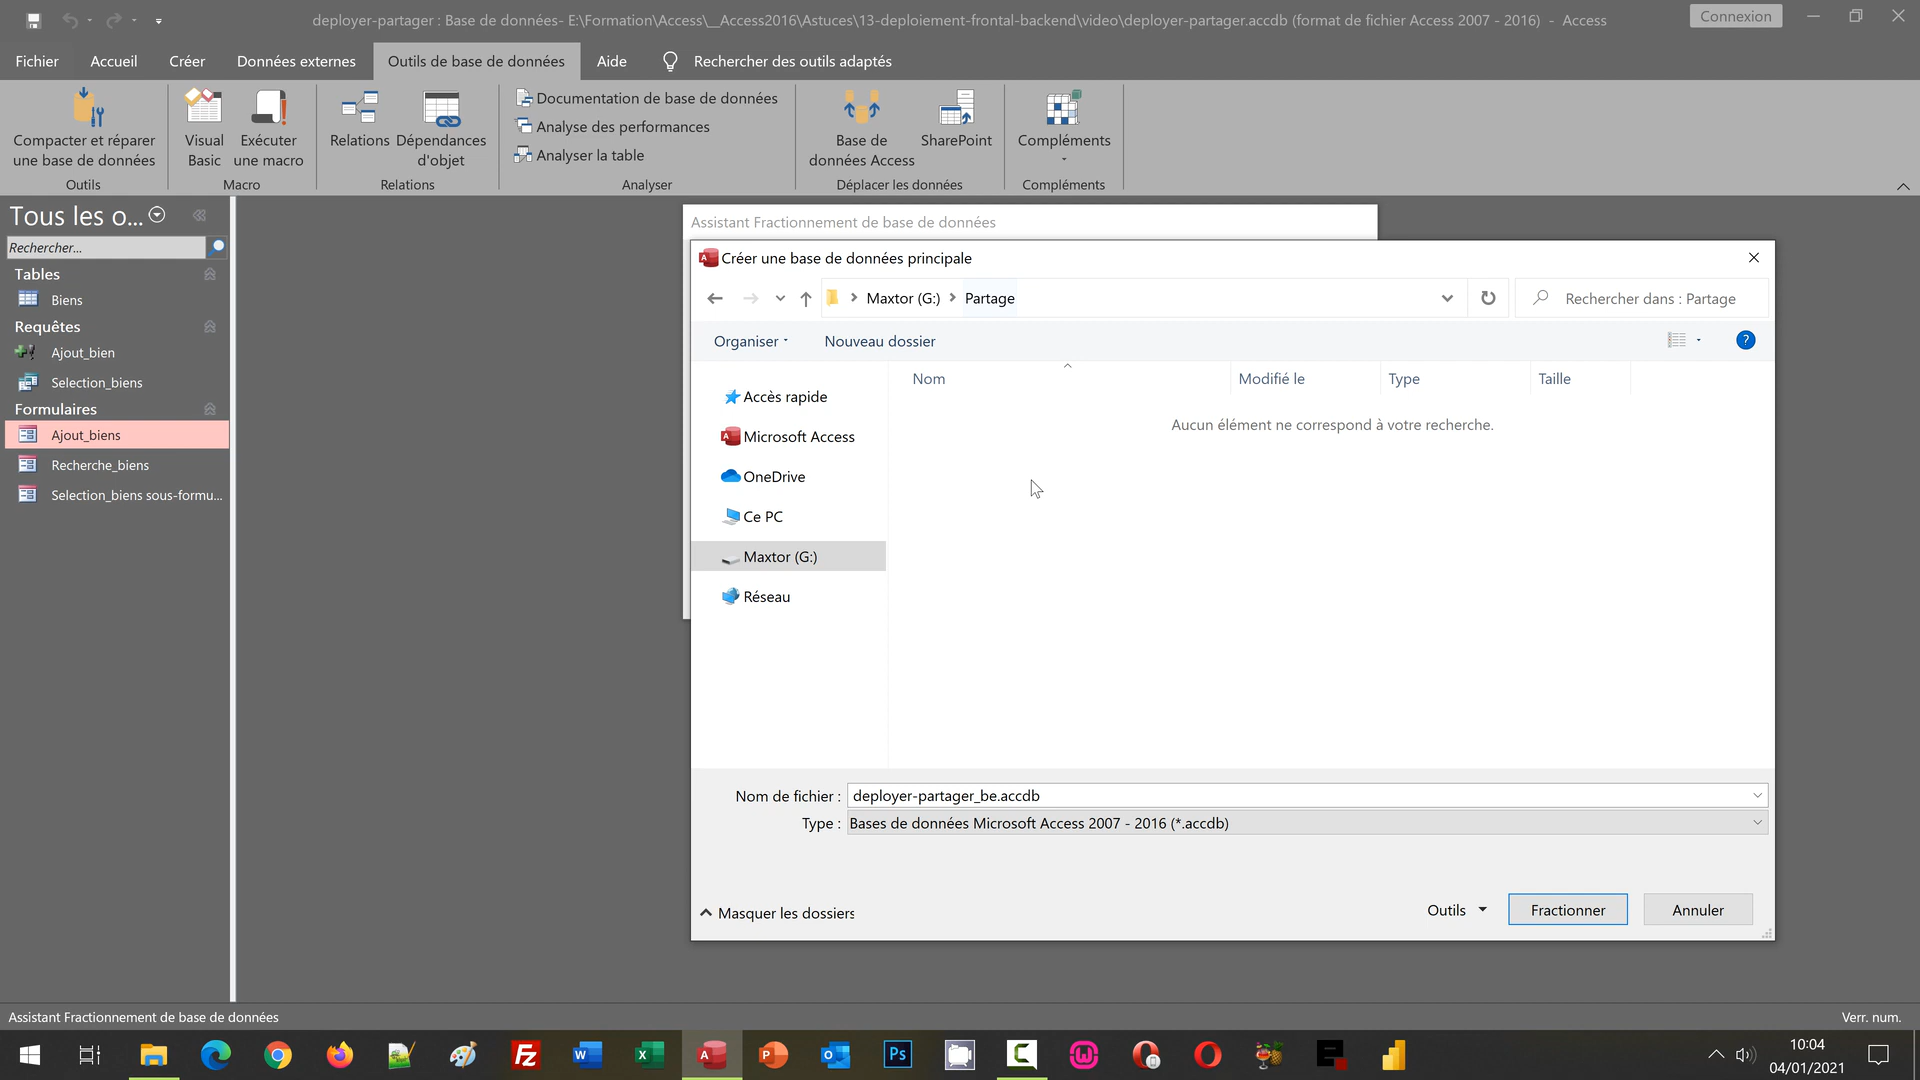 deployer-partager : Base de données- E:\Formation\Access\__Access2016\Astuces\13-deploiement-frontal-backend\video\deployer-partager.accdb (format de fichier Access 2007 - 2016) - Access
Connexion
Fichier
Accueil
Créer
Données externes
Outils de base de données
Aide
Rechercher des outils adaptés
Compacter et réparer
une base de données
Visual
Basic
Exécuter
une macro
Relations
Dépendances
d'objet
Documentation de base de données
Analyse des performances
Analyser la table
Base de
données Access
SharePoint
Compléments
Outils
Macro
Relations
Analyser
Déplacer les données
Compléments
Tous les o...
Rechercher...
Tables
Biens
Requêtes
Ajout_bien
Selection_biens
Formulaires
Ajout_biens
Recherche_biens
Selection_biens sous-formu...
Assistant Fractionnement de base de données
Créer une base de données principale
Maxtor (G:)
Partage
Rechercher dans : Partage
Organiser
Nouveau dossier
?
Nom
Modifié le
Type
Taille
Aucun élément ne correspond à votre recherche.
Accès rapide
Microsoft Access
OneDrive
Ce PC
Maxtor (G:)
Réseau
Nom de fichier : deployer-partager_be.accdb
Type : Bases de données Microsoft Access 2007 - 2016 (*.accdb)
Masquer les dossiers
Outils
Fractionner
Annuler
Assistant Fractionnement de base de données
Verr. num.
10:04
04/01/2021